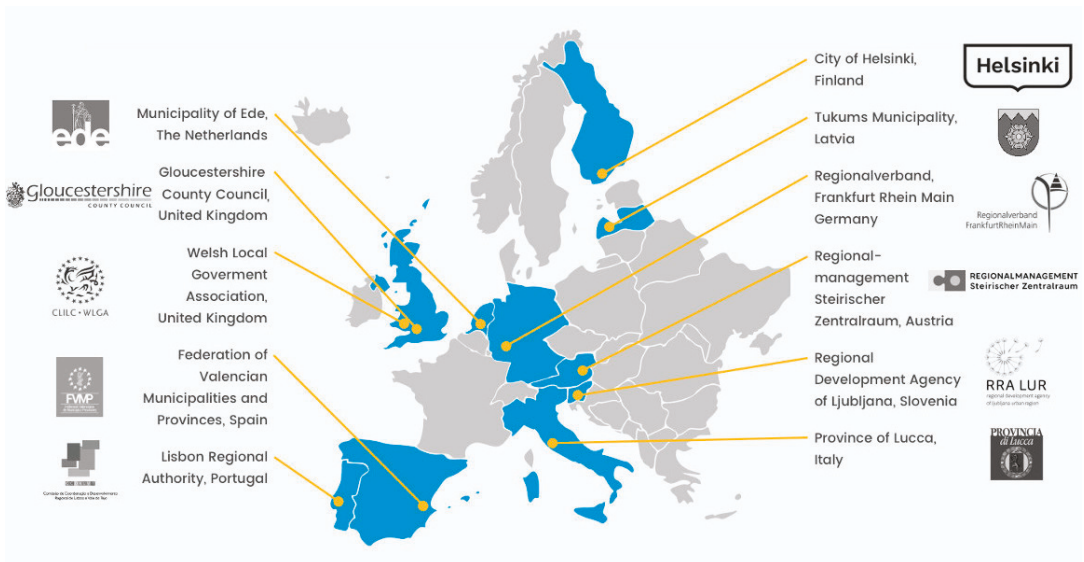 Municipality of Ede,
The Netherlands
ede
Gloucestershire
County Council,
United Kingdom
Gloucestershire
COUNTY COUNCIL
Welsh Local
Goverment
Association,
United Kingdom
CLILC • WLGA
Federation of
Valencian
Municipalities and
Provinces, Spain
FVMP
Lisbon Regional
Authority, Portugal
City of Helsinki,
Finland
Helsinki
Tukums Municipality,
Latvia
Regionalverband,
Frankfurt Rhein Main
Germany
Regionalverband
FrankfurtRheinMain
Regional-
management
Steirischer
Zentralraum, Austria
REGIONALMANAGEMENT
Steirischer Zentralraum
Regional
Development Agency
of Ljubljana, Slovenia
RRA LUR
regional development agency
of ljubljana urban region
Province of Lucca,
Italy
PROVINCIA
di Lucca